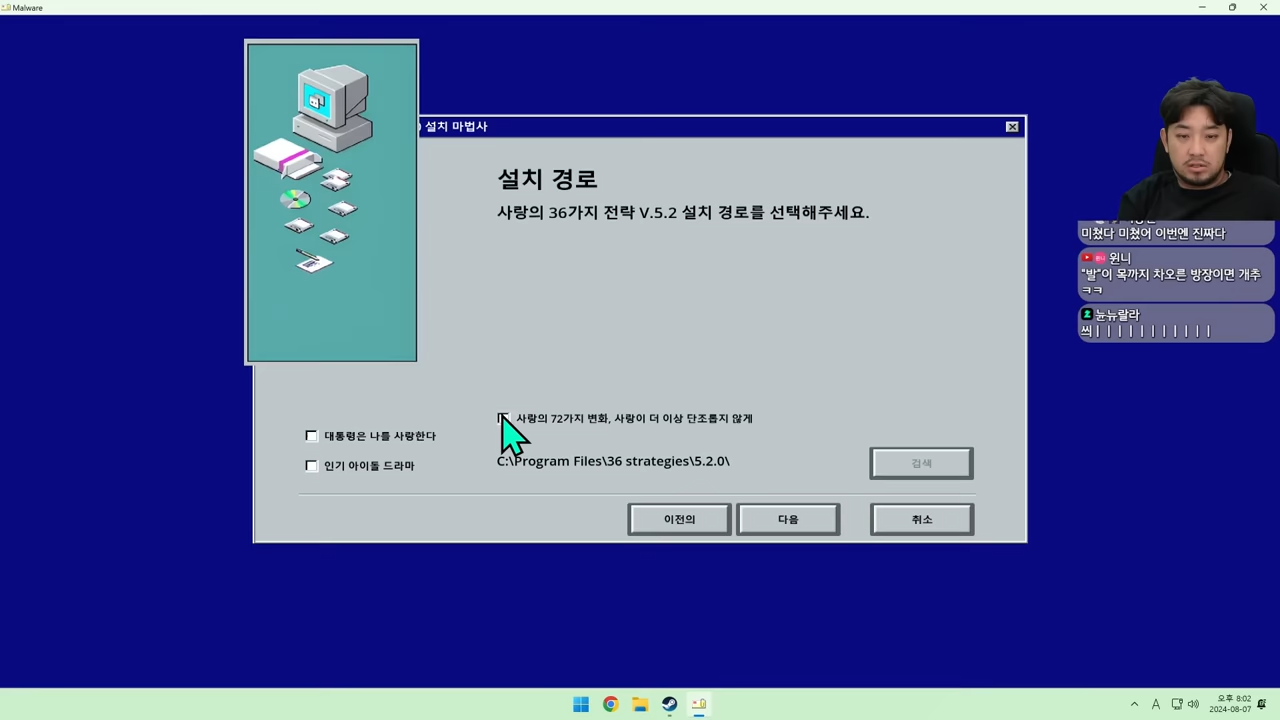 Malware
설치 마법사
설치 경로
사랑의 36가지 전략 V.5.2 설치 경로를 선택해주세요.
사랑의 72가지 변화, 사랑이 더 이상 단조롭지 않게
대통령은 나를 사랑한다
C:\Program Files\36 strategies\5.2.0\
검색
인기 아이돌 드라마
이전의
다음
취소
미쳤다 미쳤어 이번엔 진짜다
윈니
"발"이 목까지 차오른 방장이면 개추
ㅋㅋ
뉸뉴랄라
씌ㅣㅣㅣㅣㅣㅣㅣㅣㅣㅣㅣ
A
오후 8:02
2024-08-07